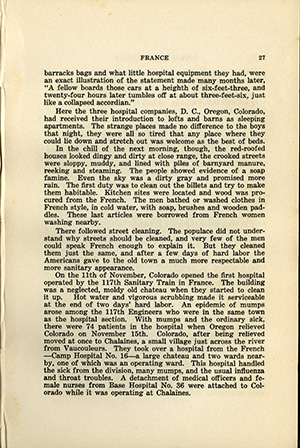 FRANCE 27
barracks bags and what little hospital equipment they had, were
an exact illustration of the statement made many months later,
"A fellow boards those cars at a heighth of six-feet-three, and
twenty-four hours later tumbles off at about three-feet-six, just
like a collapsed accordian."
Here the three hospital companies, D. C., Oregon, Colorado,
had received their introduction to lofts and barns as sleeping
apartments. The strange places made no difference to the boys
that night, they were all so tired that any place where they
could lie down and stretch out was welcome as the best of beds.
In the chill of the next morning, though, the red-roofed
houses looked dingy and dirty at close range, the crooked streets
were sloppy, muddy, and lined with piles of barnyard manure,
reeking and steaming. The people showed evidence of a soap
famine. Even the sky was a dirty gray and promised more
rain. The first duty was to clean out the billets and try to make
them habitable. Kitchen sites were located and wood was pro-
cured from the French. The men bathed or washed clothes in
French style, in cold water, with soap, brushes and wooden pad-
dles. These last articles were borrowed from French women
washing nearby.
There followed street cleaning. The populace did not under-
stand why streets should be cleaned, and very few of the men
could speak French enough to explain it. But they cleaned
them just the same, and after a few days of hard labor the
Americans gave to the old town a much more respectable and
more sanitary appearance.
On the 11th of November, Colorado opened the first hospital
operated by the 117th Sanitary Train in France. The building
was a neglected, moldy old chateau when they started to clean
it up. Hot water and vigorous scrubbing made it serviceable
at the end of two days' hard labor. An epidemic of mumps
arose among the 117th Engineers who were in the same town
as the hospital section. With mumps and the ordinary sick,
there were 74 patients in the hospital when Oregon relieved
Colorado on November 15th. Colorado, after being relieved
moved at once to Chalaines, a small village just across the river
from Vaucouleurs. They took over a hospital from the French
—Camp Hospital No. 16—a large chateau and two wards near-
by, one of which was an operating ward. This hospital handled
the sick from the division, many mumps, and the usual influenza
and throat troubles. A detachment of medical officers and fe-
male nurses from Base Hospital No. 36 were attached to Col-
orado while it was operating at Chalaines.